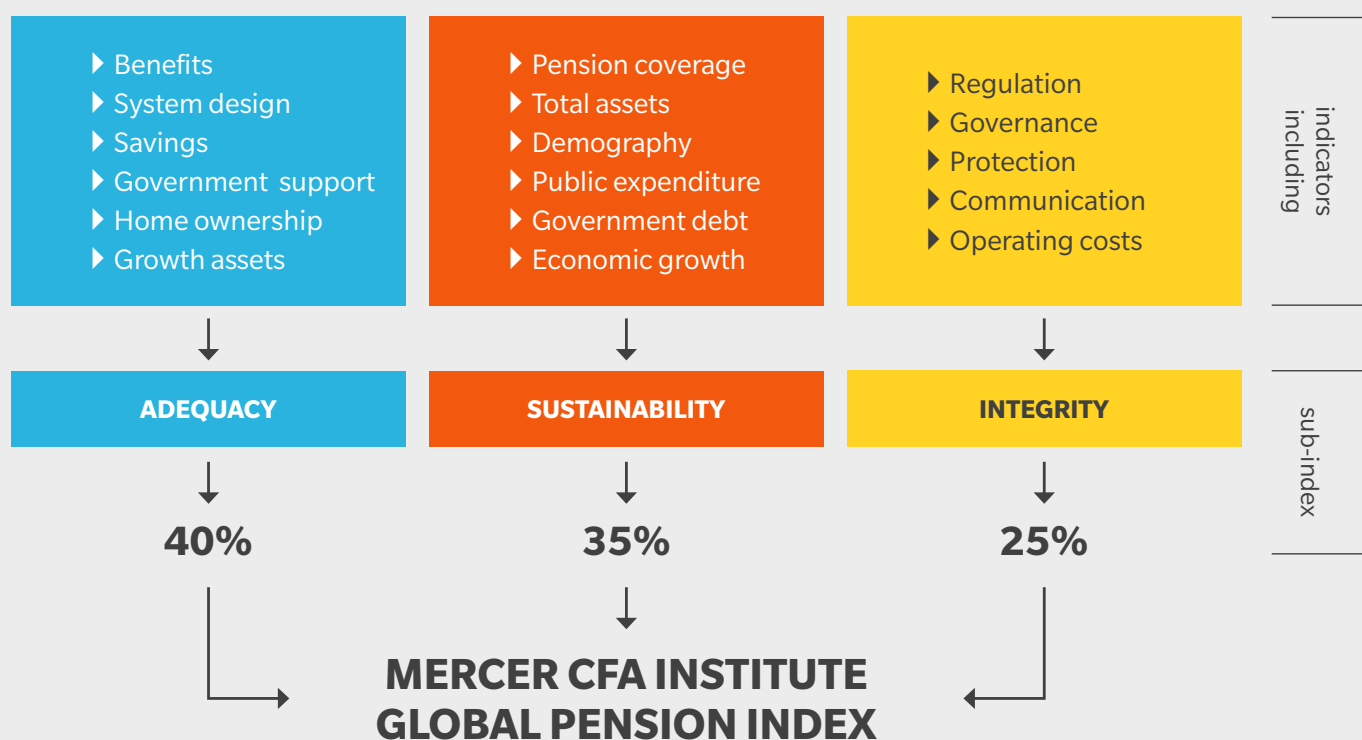 Benefits
System design
Savings
Government support
Home ownership
Growth assets
Pension coverage
Total assets
Demography
Public expenditure
Government debt
Economic growth
Regulation
Governance
Protection
Communication
Operating costs
indicators
including
ADEQUACY
SUSTAINABILITY
INTEGRITY
sub-index
40%
35%
25%
MERCER CFA INSTITUTE
GLOBAL PENSION INDEX